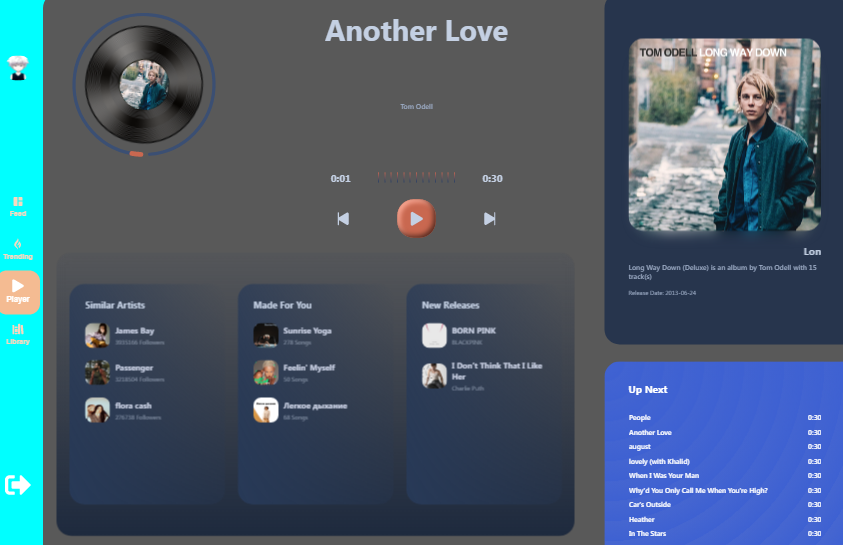 Feed
Trending
Player
Library
Another Love
Tom Odell
0:01
0:30
Similar Artists
James Bay
Passenger
flora cash
Made For You
Sunrise Yoga
278 Songs
Feelin' Myself
50 Songs
Легкое дыхание
68 Songs
New Releases
BORN PINK
BLACKPINK
I Don't Think That I Like
Her
Charlie Puth
TOM ODELL LONG WAY DOWN
Lon
Long Way Down (Deluxe) is an album by Tom Odell with 15
track(s)
Release Date: 2013-06-24
Up Next
People 0:30
Another Love 0:30
august 0:30
lovely (with Khalid) 0:30
When I Was Your Man 0:30
Why'd You Only Call Me When You're High? 0:30
Car's Outside 0:30
Heather 0:30
In The Stars 0:30